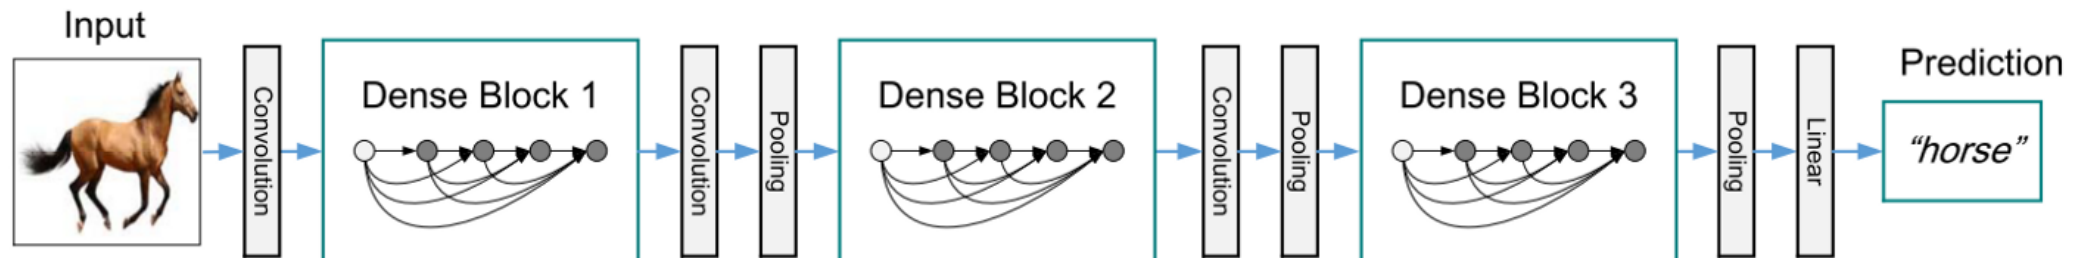 Input
Convolution
Dense Block 1
Convolution
Pooling
Dense Block 2
Convolution
Pooling
Dense Block 3
Pooling
Linear
Prediction
“horse”